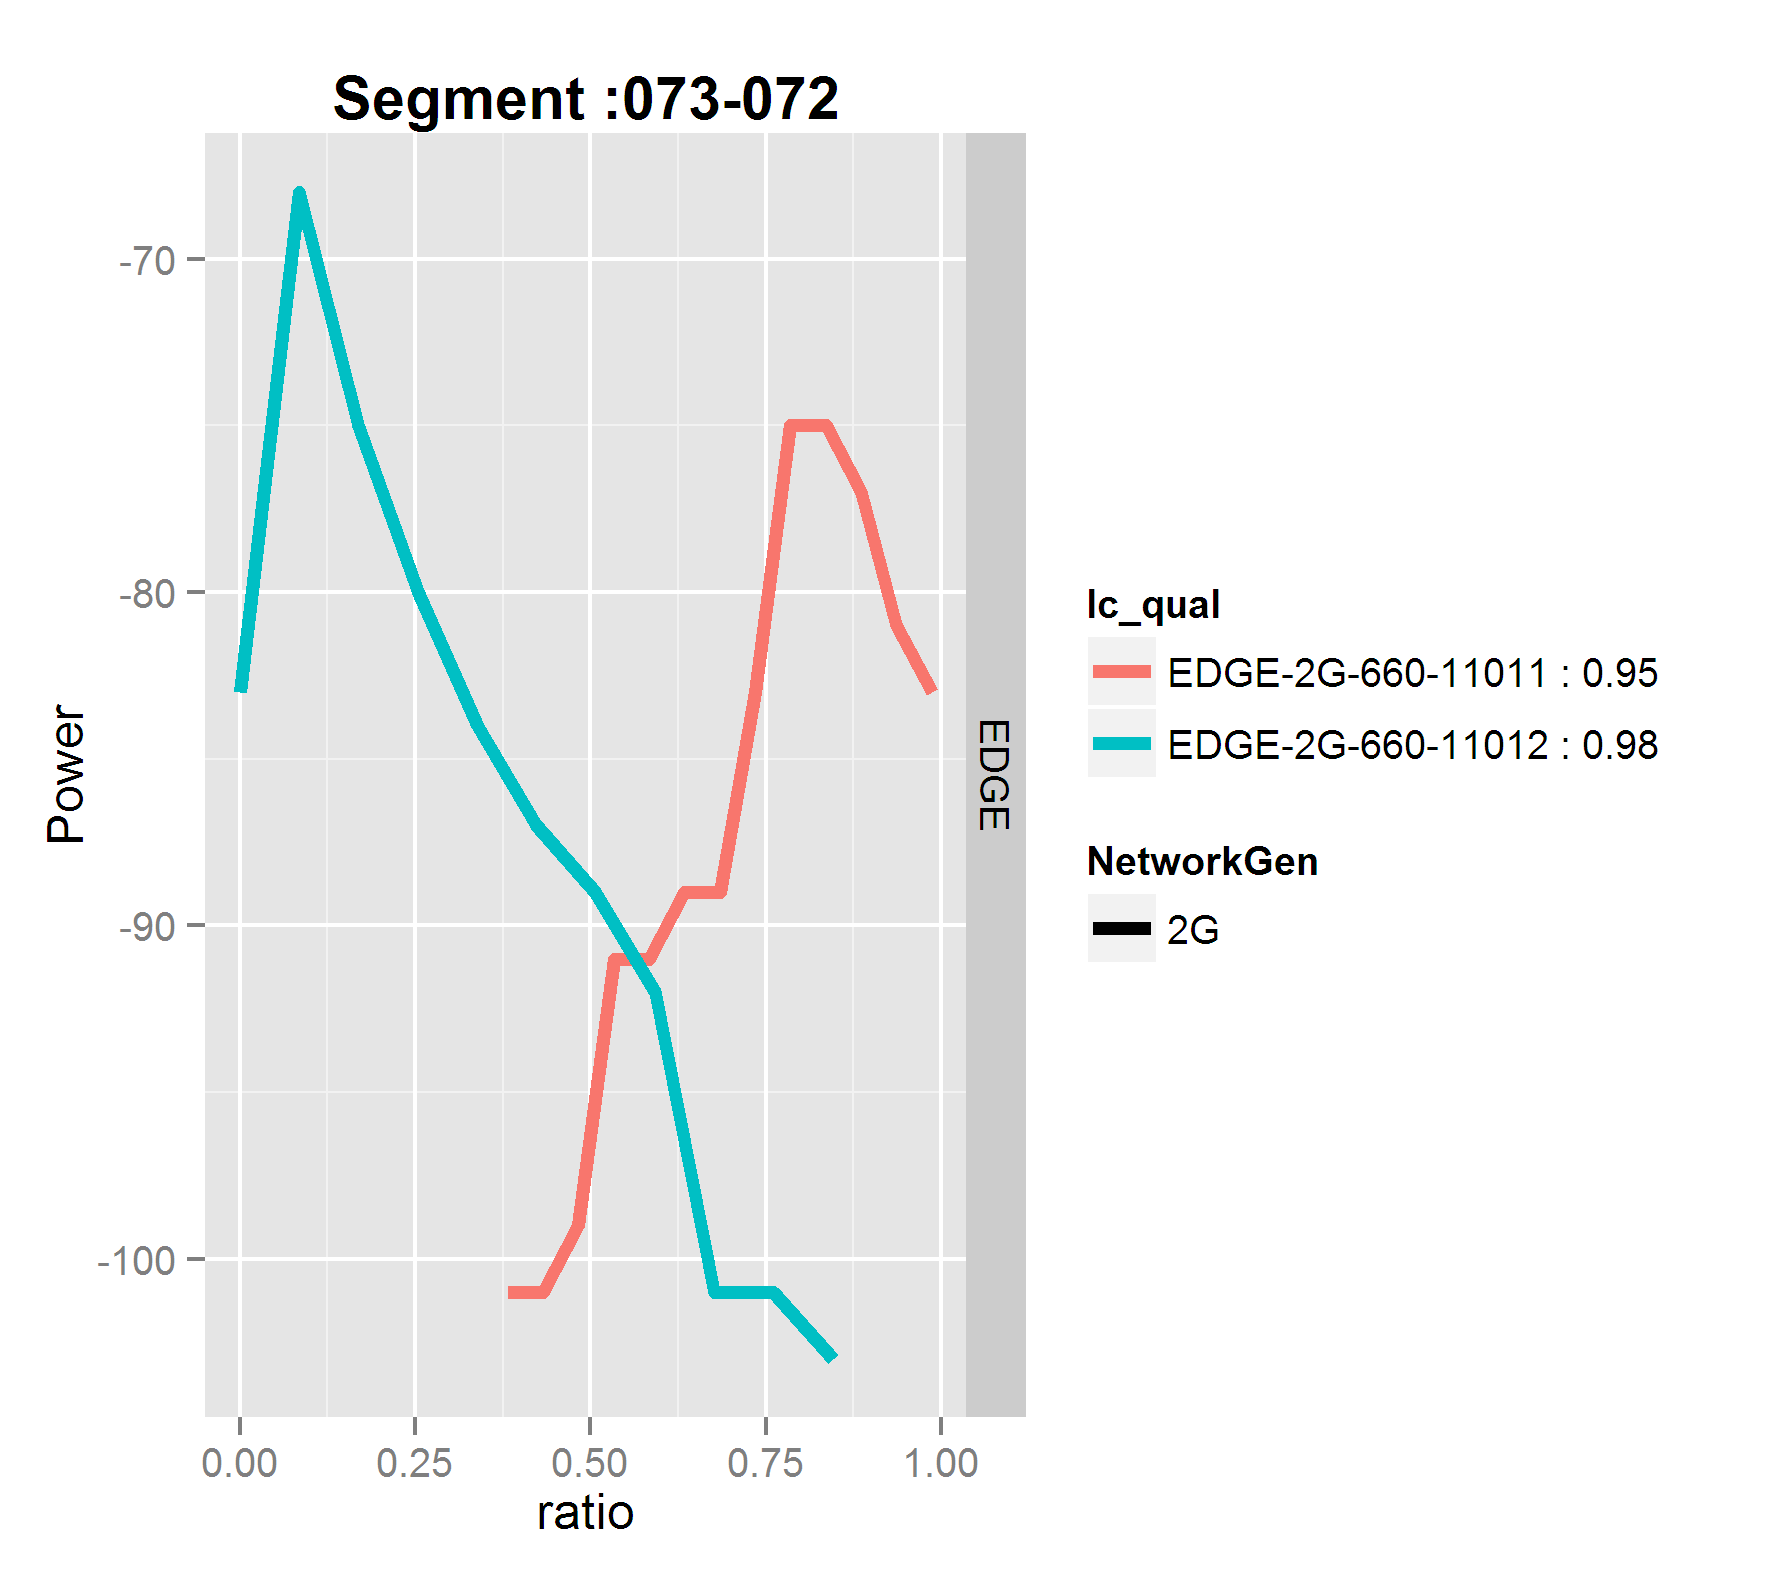 Segment :073-072
Power
-70
-80
-90
-100
0.00 0.25 0.50 0.75 1.00
ratio
EDGE
lc_qual
EDGE-2G-660-11011 : 0.95
EDGE-2G-660-11012 : 0.98
NetworkGen
2G